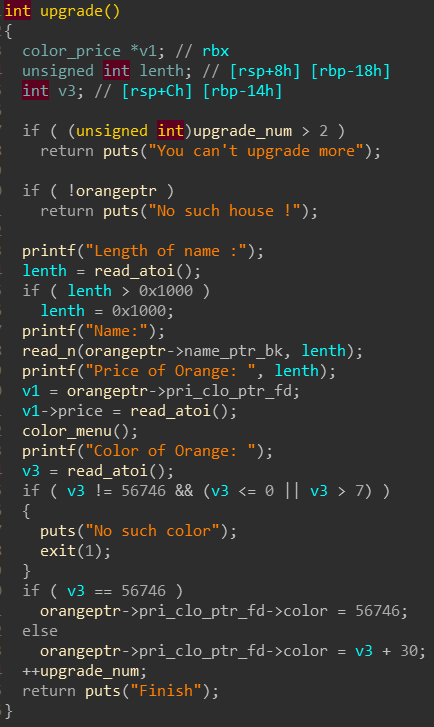 int upgrade()
{
  color_price *v1; // rbx
  unsigned int lenth; // [rsp+8h] [rbp-18h]
  int v3; // [rsp+Ch] [rbp-14h]

  if ( (unsigned int)upgrade_num > 2 )
    return puts("You can't upgrade more");

  if ( !orangeptr )
    return puts("No such house !");

  printf("Length of name :");
  lenth = read_atoi();
  if ( lenth > 0x1000 )
    lenth = 0x1000;
  printf("Name:");
  read_n(orangeptr->name_ptr_bk, lenth);
  printf("Price of Orange: ", lenth);
  v1 = orangeptr->pri_clo_ptr_fd;
  v1->price = read_atoi();
  color_menu();
  printf("Color of Orange: ");
  v3 = read_atoi();
  if ( v3 != 56746 && (v3 <= 0 || v3 > 7) )
  {
    puts("No such color");
    exit(1);
  }
  if ( v3 == 56746 )
    orangeptr->pri_clo_ptr_fd->color = 56746;
  else
    orangeptr->pri_clo_ptr_fd->color = v3 + 30;
  ++upgrade_num;
  return puts("Finish");
}